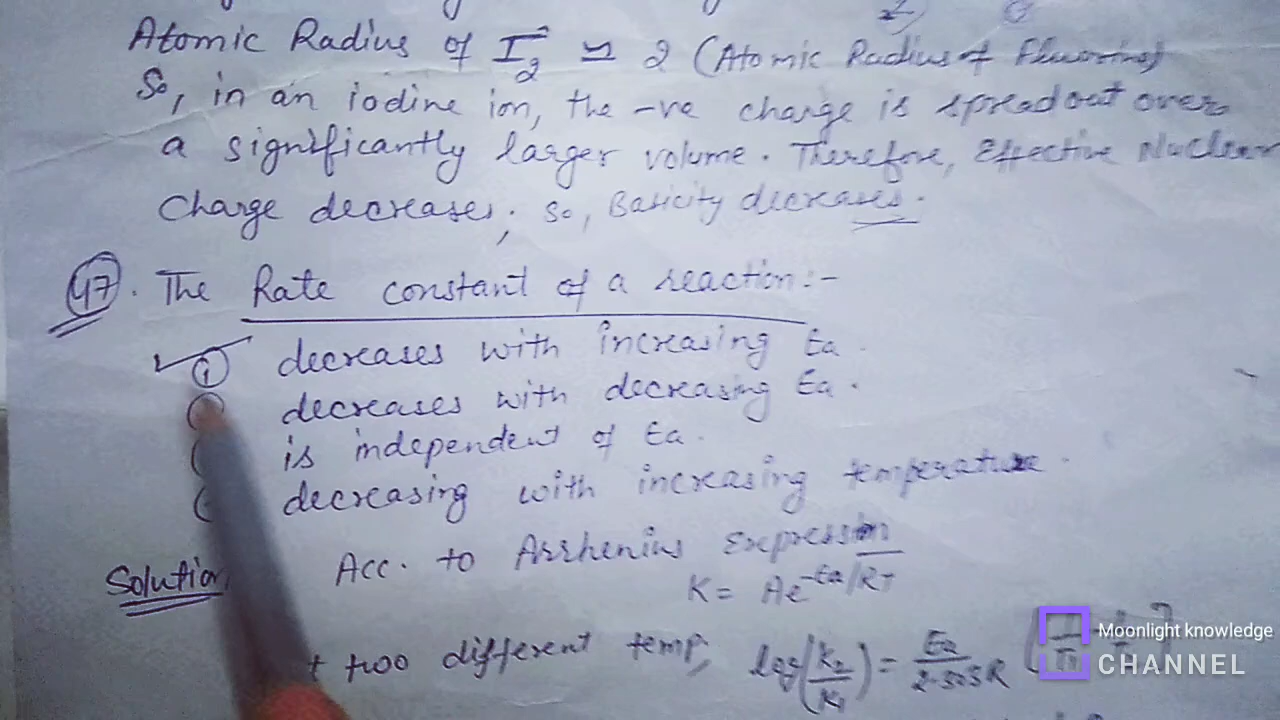 Atomic Radius of I₂⁻ ≃ 2 (Atomic Radius of Fluorine)
So, in an iodine ion, the -ve charge is spread out over
a significantly larger volume. Therefore, Effective Nuclear
Charge decreases; So, Basicity decreases.
47. The Rate constant of a reaction:-
① decreases with increasing Ea
decreases with decreasing Ea.
is independent of Ea.
decreasing with increasing temperature.
Solution Acc. to Arrhenius Expression
K = Ae^-Ea/RT
two different temp, log(K₂/K₁) = Ea/2.303R
Moonlight knowledge
CHANNEL